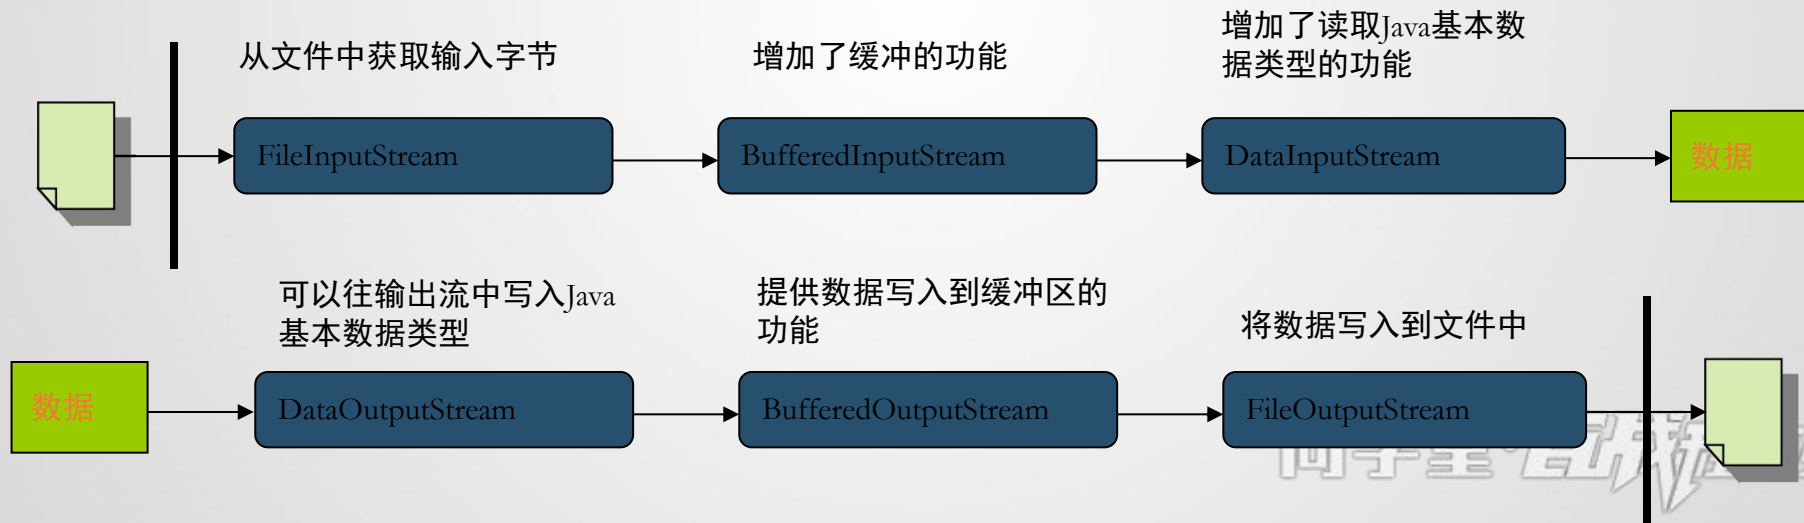 从文件中获取输入字节
增加了缓冲的功能
增加了读取Java基本数
据类型的功能
FileInputStream
BufferedInputStream
DataInputStream
数据
可以往输出流中写入Java
基本数据类型
提供数据写入到缓冲区的
功能
将数据写入到文件中
数据
DataOutputStream
BufferedOutputStream
FileOutputStream